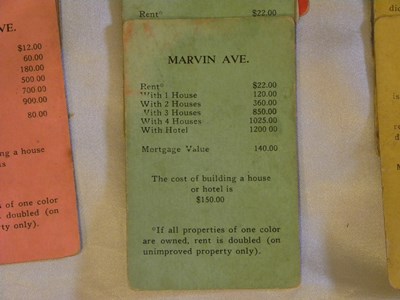 Rent* $22.00
MARVIN AVE.
Rent* $22.00
With 1 House 120.00
With 2 Houses 360.00
With 3 Houses 850.00
With 4 Houses 1025.00
With Hotel 1200 00
Mortgage Value 140.00
The cost of building a house
or hotel is
$150.00
*If all properties of one color
are owned, rent is doubled (on
unimproved property only).
AVE.
$12.00
60.00
180.00
500.00
700.00
900.00
80.00
ing a house
s of one color
doubled (on
rty only).